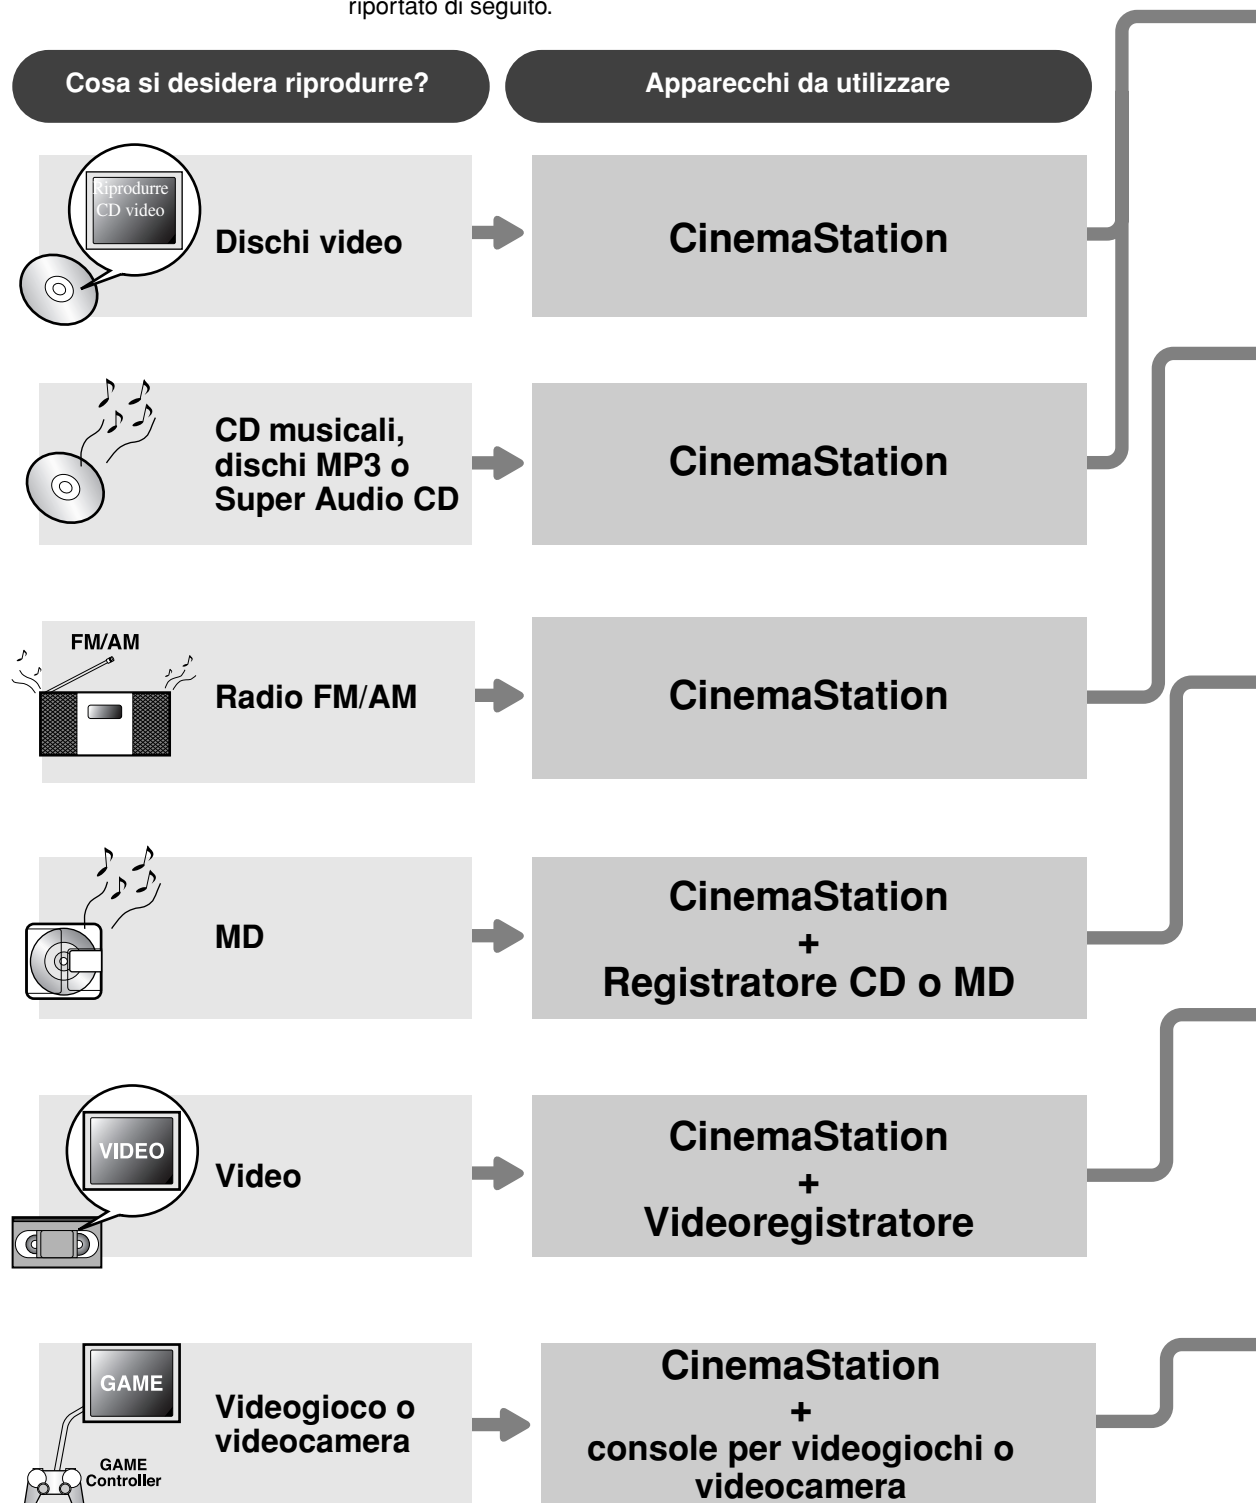 riportato di seguito.
Cosa si desidera riprodurre?
Apparecchi da utilizzare
Riprodurre
CD video
Dischi video
CinemaStation
CD musicali,
dischi MP3 o
Super Audio CD
CinemaStation
FM/AM
Radio FM/AM
CinemaStation
MD
CinemaStation
+
Registratore CD o MD
VIDEO
Video
CinemaStation
+
Videoregistratore
GAME
GAME
Controller
Videogioco o
videocamera
CinemaStation
+
console per videogiochi o
videocamera